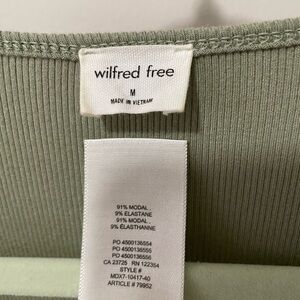 wilfred free
M
MADE IN VIETNAM
91% MODAL.
9% ELASTANE
91% MODAL.
9% ÉLASTHANNE
PO 4500136554
PO 4500136555
PO 4500136556
CA 23725 RN 122354
STYLE #
MDX7-10417-40
ARTICLE # 79952